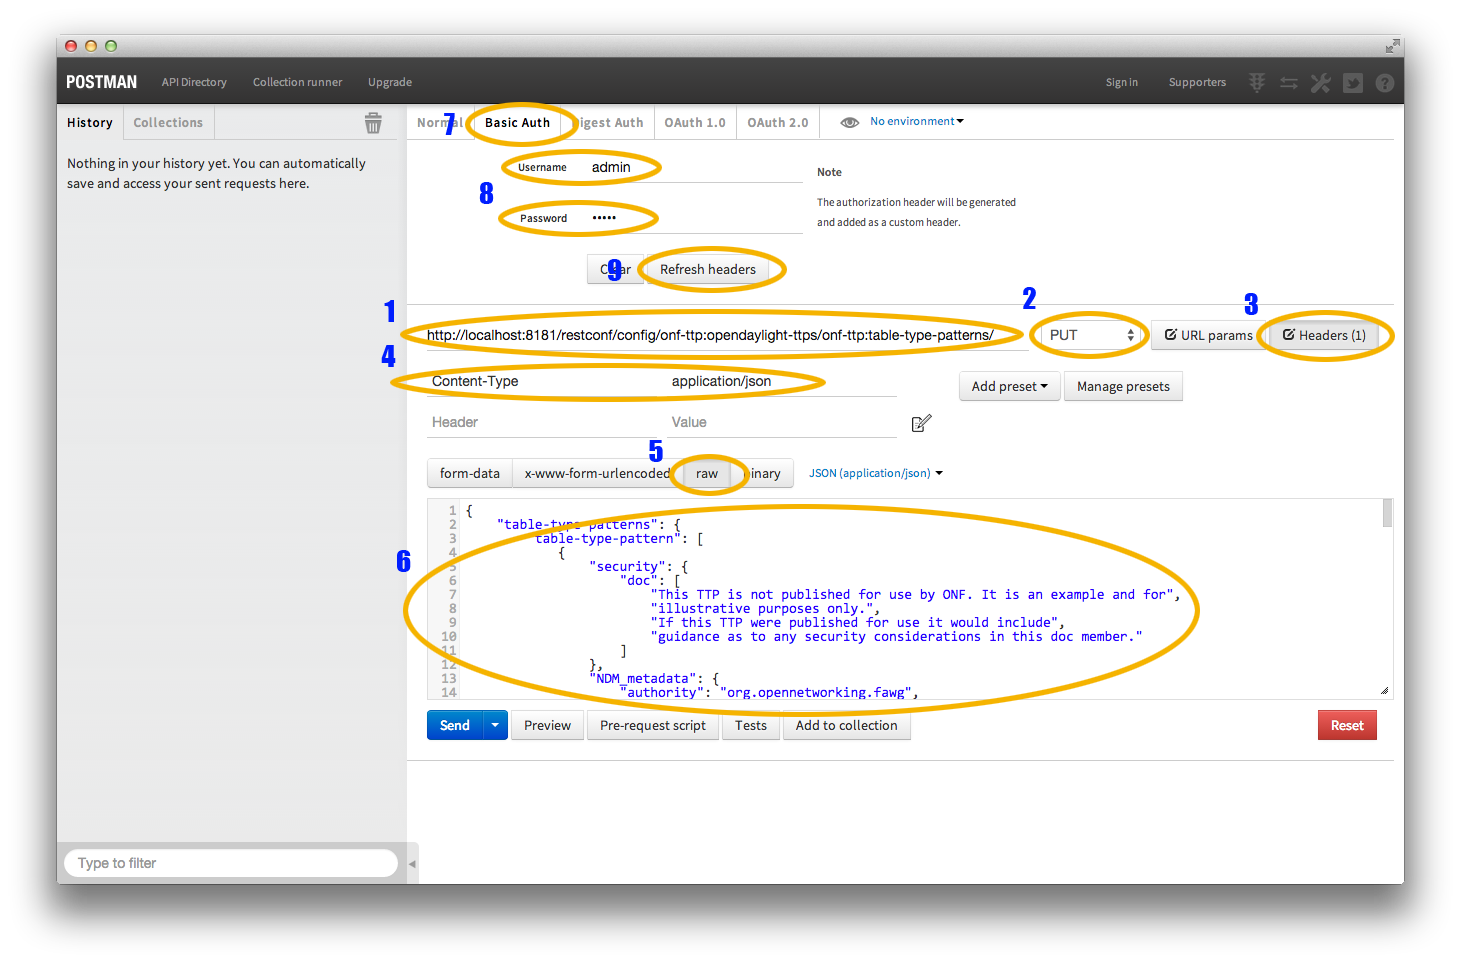 POSTMAN API Directory Collection runner Upgrade Sign in Supporters
History Collections
Nothing in your history yet. You can automatically
save and access your sent requests here.
Type to filter
Normal 7 Basic Auth Digest Auth OAuth 1.0 OAuth 2.0 No environment
Username admin
8
Password •••••
Note
The authorization header will be generated
and added as a custom header.
Clear 9 Refresh headers
1 2 3
http://localhost:8181/restconf/config/onf-ttp:opendaylight-ttps/onf-ttp:table-type-patterns/ PUT URL params Headers (1)
4
Content-Type application/json Add preset Manage presets
Header Value
5
form-data x-www-form-urlencoded raw binary JSON (application/json)
6
1 {
2 "table-type-patterns": {
3 table-type-pattern": [
4 {
5 "security": {
6 "doc": [
7 "This TTP is not published for use by ONF. It is an example and for",
8 "illustrative purposes only.",
9 "If this TTP were published for use it would include",
10 "guidance as to any security considerations in this doc member."
11 ]
12 },
13 "NDM_metadata": {
14 "authority": "org.opennetworking.fawg",
Send Preview Pre-request script Tests Add to collection Reset